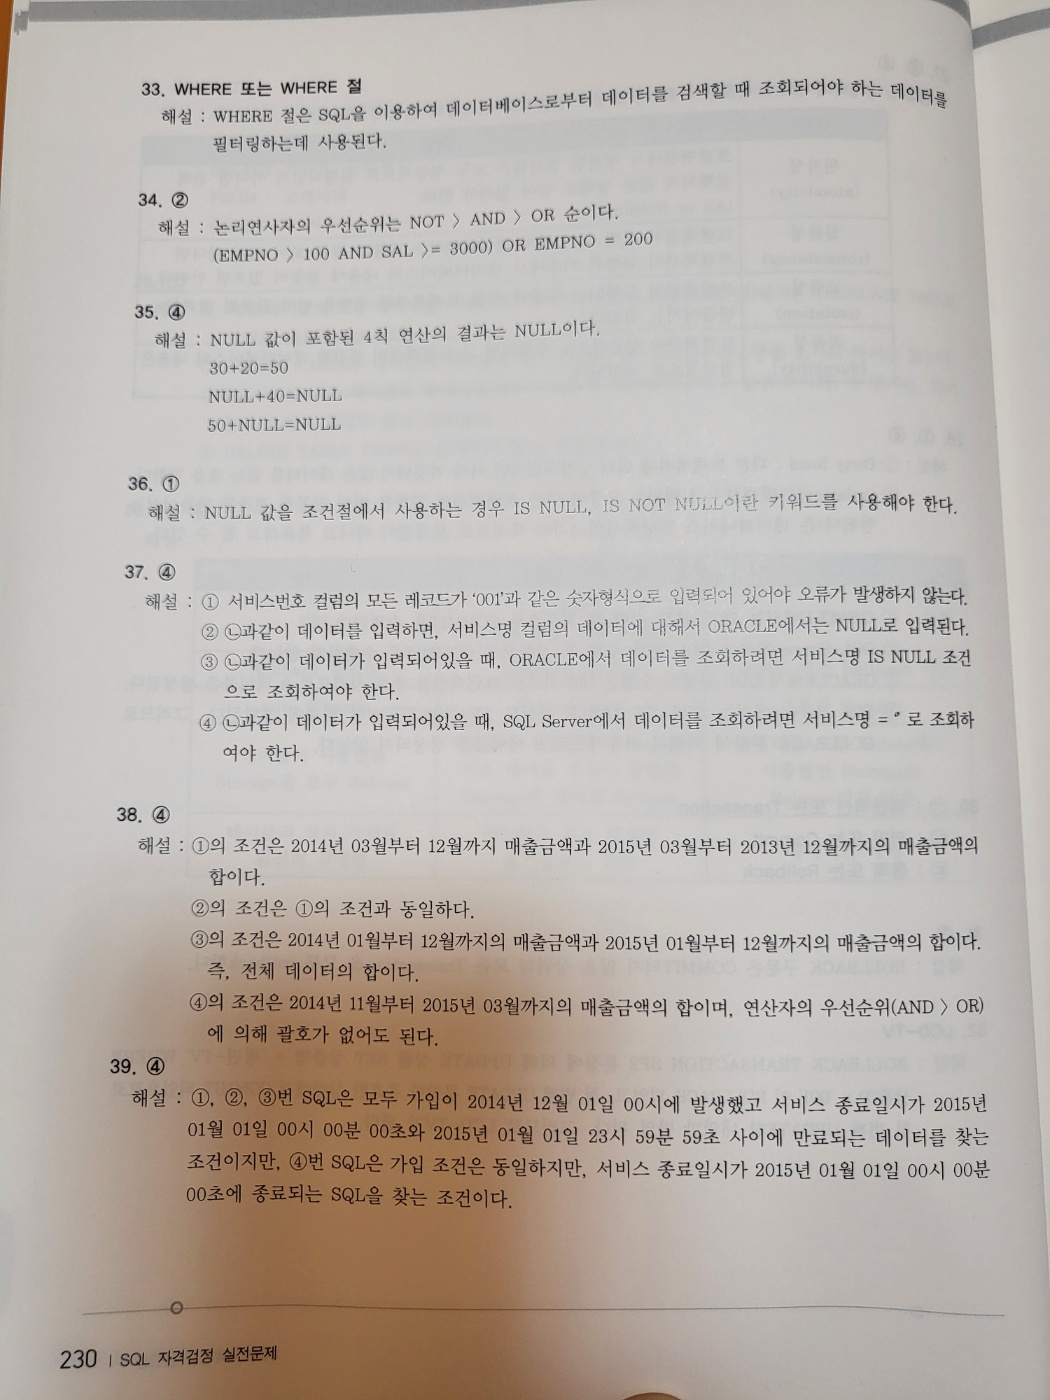 33. WHERE 또는 WHERE 절
해설 : WHERE 절은 SQL을 이용하여 데이터베이스로부터 데이터를 검색할 때 조회되어야 하는 데이터를
필터링하는데 사용된다.
34. ②
해설 : 논리연사자의 우선순위는 NOT 〉 AND 〉 OR 순이다.
(EMPNO 〉 100 AND SAL 〉= 3000) OR EMPNO = 200
35. ④
해설 : NULL 값이 포함된 4칙 연산의 결과는 NULL이다.
30+20=50
NULL+40=NULL
50+NULL=NULL
36. ①
해설 : NULL 값을 조건절에서 사용하는 경우 IS NULL, IS NOT NULL이란 키워드를 사용해야 한다.
37. ④
해설 : ① 서비스번호 컬럼의 모든 레코드가 '001'과 같은 숫자형식으로 입력되어 있어야 오류가 발생하지 않는다.
② ㉡과같이 데이터를 입력하면, 서비스명 컬럼의 데이터에 대해서 ORACLE에서는 NULL로 입력된다.
③ ㉡과같이 데이터가 입력되어있을 때, ORACLE에서 데이터를 조회하려면 서비스명 IS NULL 조건
으로 조회하여야 한다.
④ ㉡과같이 데이터가 입력되어있을 때, SQL Server에서 데이터를 조회하려면 서비스명 = '' 로 조회하
여야 한다.
38. ④
해설 : ①의 조건은 2014년 03월부터 12월까지 매출금액과 2015년 03월부터 2013년 12월까지의 매출금액의
합이다.
②의 조건은 ①의 조건과 동일하다.
③의 조건은 2014년 01월부터 12월까지의 매출금액과 2015년 01월부터 12월까지의 매출금액의 합이다.
즉, 전체 데이터의 합이다.
④의 조건은 2014년 11월부터 2015년 03월까지의 매출금액의 합이며, 연산자의 우선순위(AND 〉 OR)
에 의해 괄호가 없어도 된다.
39. ④
해설 : ①, ②, ③번 SQL은 모두 가입이 2014년 12월 01일 00시에 발생했고 서비스 종료일시가 2015년
01월 01일 00시 00분 00초와 2015년 01월 01일 23시 59분 59초 사이에 만료되는 데이터를 찾는
조건이지만, ④번 SQL은 가입 조건은 동일하지만, 서비스 종료일시가 2015년 01월 01일 00시 00분
00초에 종료되는 SQL을 찾는 조건이다.
230 | SQL 자격검정 실전문제